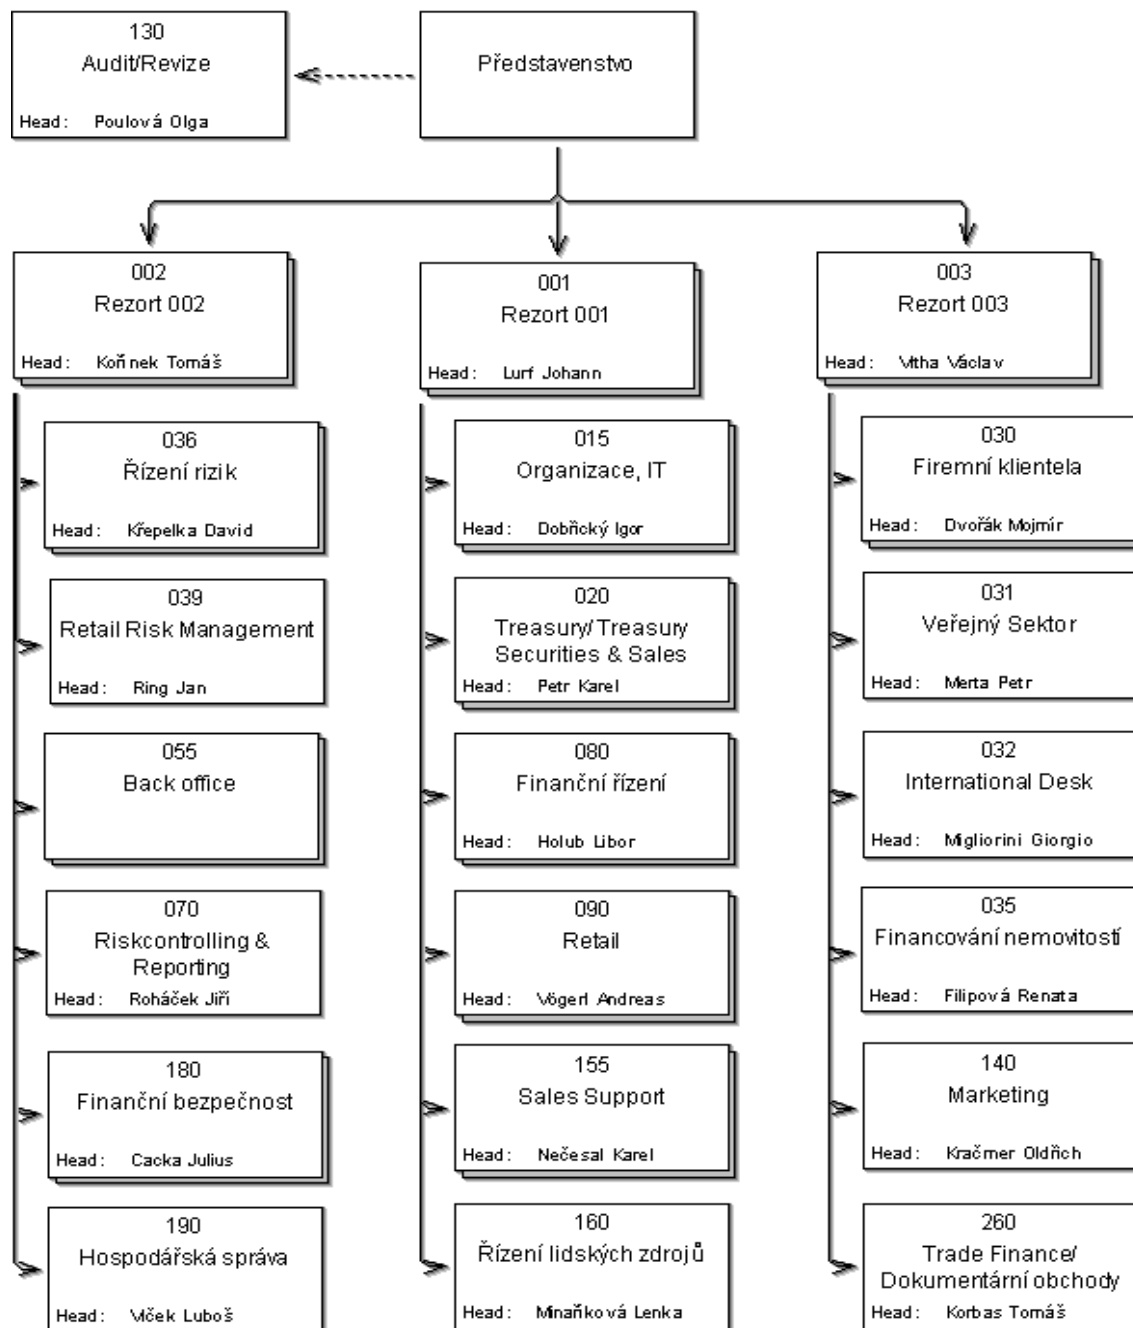 130
Audit/Revize
Head: Poulová Olga
Představenstvo
002
Rezort 002
Head: Kořínek Tomáš
001
Rezort 001
Head: Lurf Johann
003
Rezort 003
Head: Vítha Václav
036
Řízení rizik
Head: Křepelka David
039
Retail Risk Management
Head: Ring Jan
055
Back office
070
Riskcontrolling &
Reporting
Head: Roháček Jiří
180
Finanční bezpečnost
Head: Cacka Julius
190
Hospodářská správa
Head: Vlček Luboš
015
Organizace, IT
Head: Dobřický Igor
020
Treasury/ Treasury
Securities & Sales
Head: Petr Karel
080
Finanční řízení
Head: Holub Libor
090
Retail
Head: Vögerl Andreas
155
Sales Support
Head: Nečesal Karel
160
Řízení lidských zdrojů
Head: Minaříková Lenka
030
Firemní klientela
Head: Dvořák Mojmír
031
Veřejný Sektor
Head: Merta Petr
032
International Desk
Head: Migliorini Giorgio
035
Financování nemovitostí
Head: Filipová Renata
140
Marketing
Head: Kračmer Oldřich
260
Trade Finance/
Dokumentární obchody
Head: Korbas Tomáš